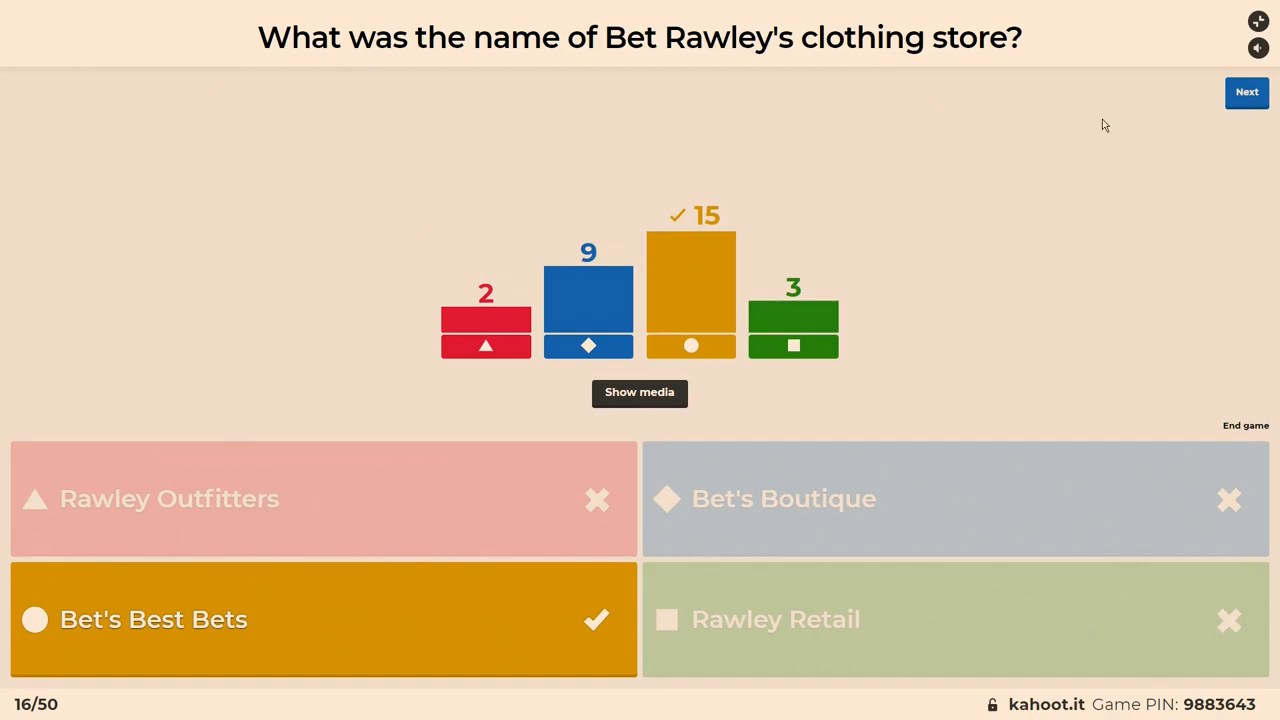 What was the name of Bet Rawley's clothing store?
Next
15
9
2
3
Show media
End game
Rawley Outfitters
Bet's Boutique
Bet's Best Bets
Rawley Retail
16/50
kahoot.it Game PIN: 9883643